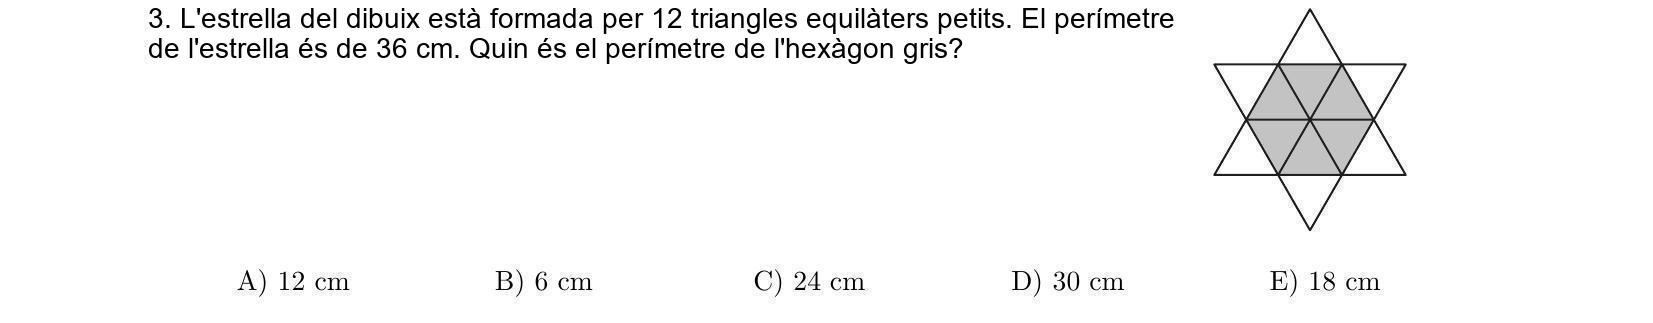 3. L'estrella del dibuix està formada per 12 triangles equilàters petits. El perímetre
de l'estrella és de 36 cm. Quin és el perímetre de l'hexàgon gris?
A) 12 cm B) 6 cm C) 24 cm D) 30 cm E) 18 cm